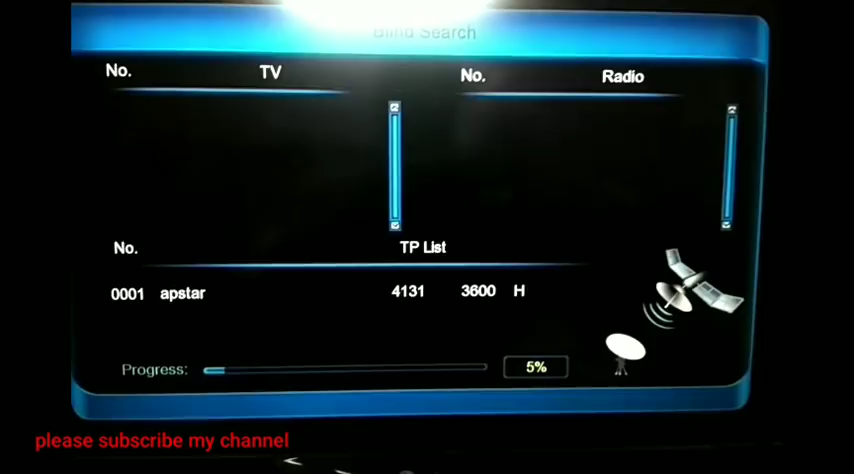 Blind Search
No. TV No. Radio
No. TP List
0001 apstar 4131 3600 H
Progress: 5%
please subscribe my channel